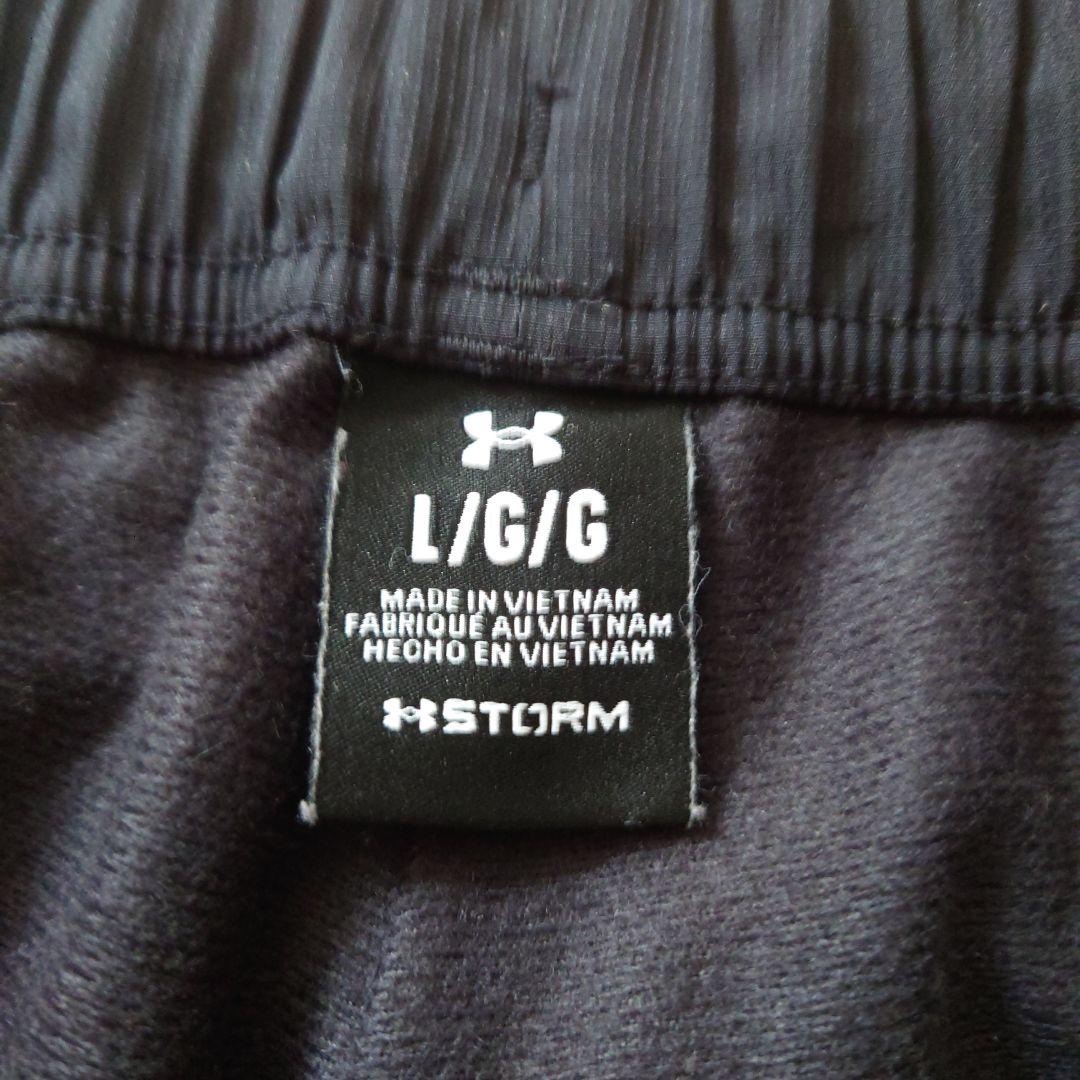 L/G/G
MADE IN VIETNAM
FABRIQUÉ AU VIETNAM
HECHO EN VIETNAM
STORM